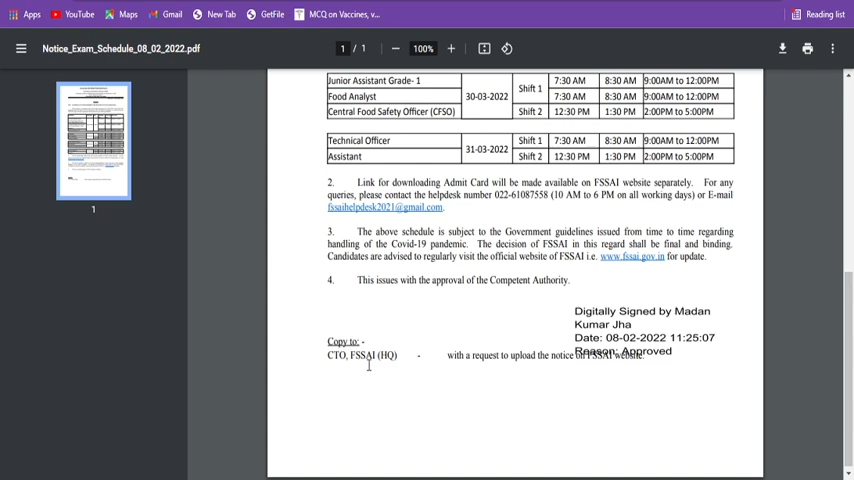 Apps YouTube Maps Gmail New Tab GetFile MCQ on Vaccines, v... Reading list
Notice_Exam_Schedule_08_02_2022.pdf 1 / 1 100%
Junior Assistant Grade- 1 30-03-2022 Shift 1 7:30 AM 8:30 AM 9:00AM to 12:00PM
Food Analyst 7:30 AM 8:30 AM 9:00AM to 12:00PM
Central Food Safety Officer (CFSO) Shift 2 12:30 PM 1:30 PM 2:00PM to 5:00PM
Technical Officer 31-03-2022 Shift 1 7:30 AM 8:30 AM 9:00AM to 12:00PM
Assistant Shift 2 12:30 PM 1:30 PM 2:00PM to 5:00PM
2. Link for downloading Admit Card will be made available on FSSAI website separately. For any
queries, please contact the helpdesk number 022-61087558 (10 AM to 6 PM on all working days) or E-mail
fssaihelpdesk2021@gmail.com.
3. The above schedule is subject to the Government guidelines issued from time to time regarding
handling of the Covid-19 pandemic. The decision of FSSAI in this regard shall be final and binding.
Candidates are advised to regularly visit the official website of FSSAI i.e. www.fssai.gov.in for update.
4. This issues with the approval of the Competent Authority.
Digitally Signed by Madan
Kumar Jha
Date: 08-02-2022 11:25:07
Reason: Approved
Copy to: -
CTO, FSSAI (HQ) - with a request to upload the notice on FSSAI website.
1